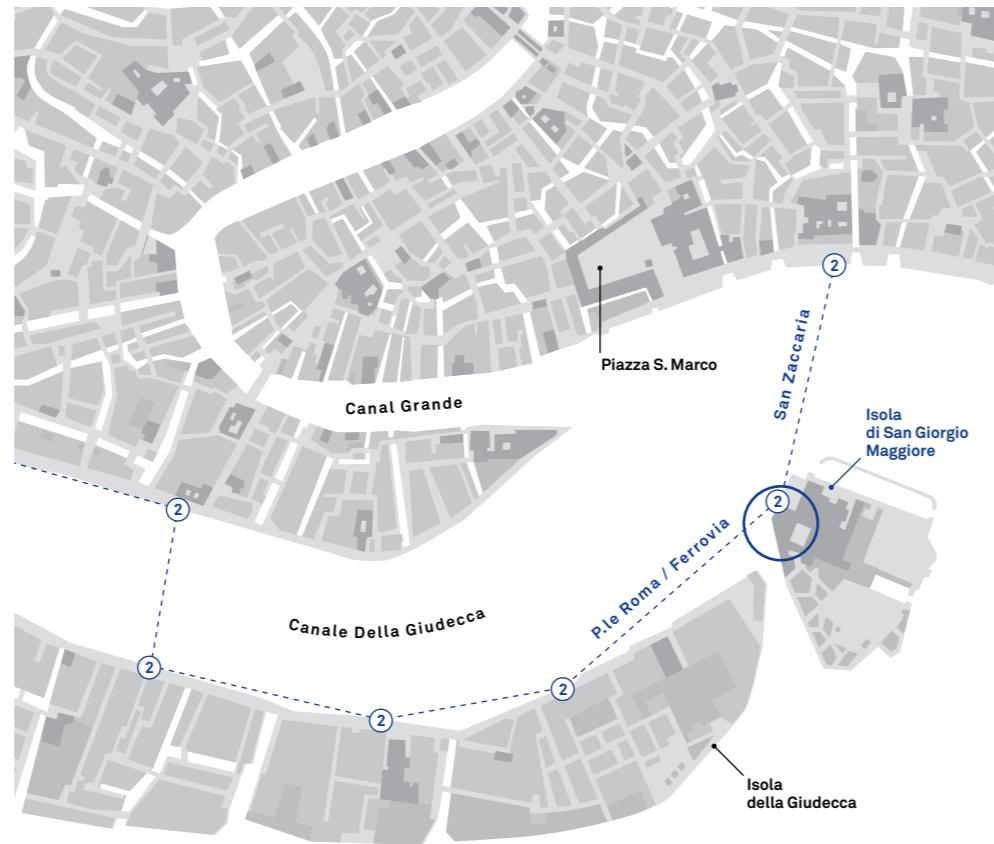 2
San Zaccaria
Piazza S. Marco
Canal Grande
Isola
di San Giorgio
Maggiore
2
2
P.le Roma / Ferrovia
Canale Della Giudecca
2
2
2
Isola
della Giudecca